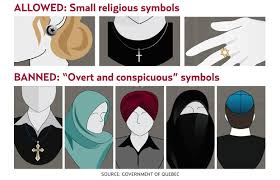 ALLOWED: Small religious symbols
BANNED: “Overt and conspicuous” symbols
SOURCE: GOVERNMENT OF QUEBEC